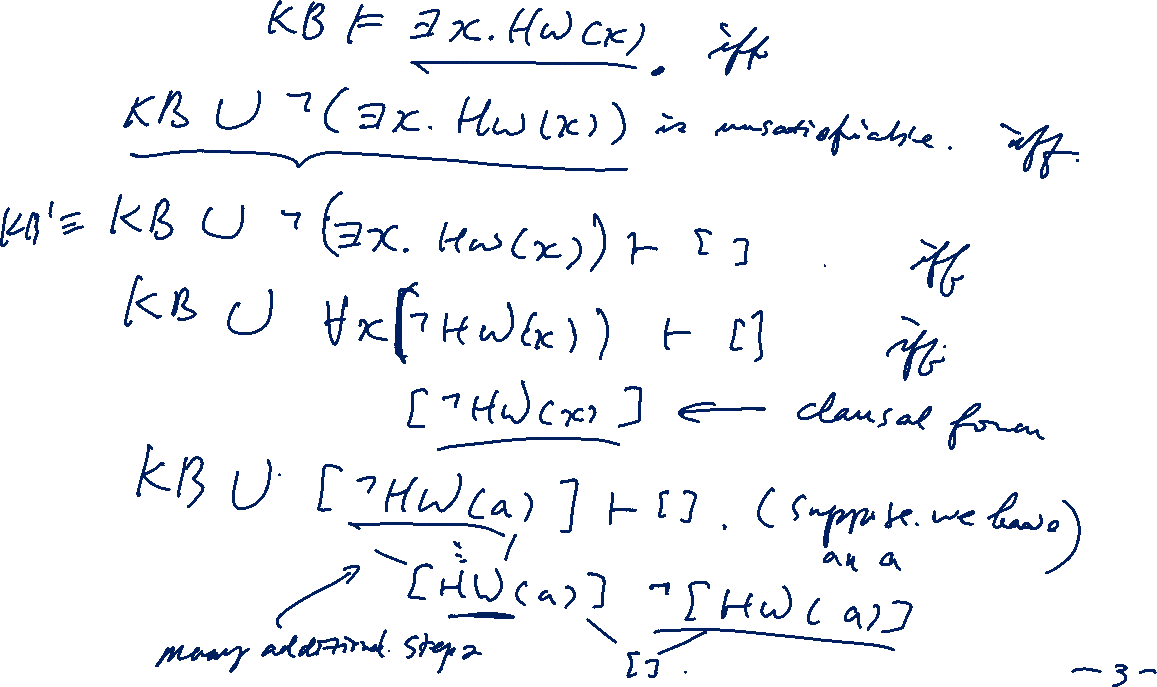 KB ⊨ ∃x. HW(x). iff
KB ∪ ¬(∃x. HW(x)) is unsatisfiable. iff.
KB' ≡ KB ∪ ¬(∃x. HW(x)) ⊢ [ ] . iff
KB ∪ ∀x[¬HW(x)) ⊢ [] iff.
[¬HW(x)] ← clausal form
KB ∪ [¬HW(a)] ⊢ []. (suppose. we have)
an a
[HW(a)] ¬[HW(a)]
many additional. steps
[].
-3-